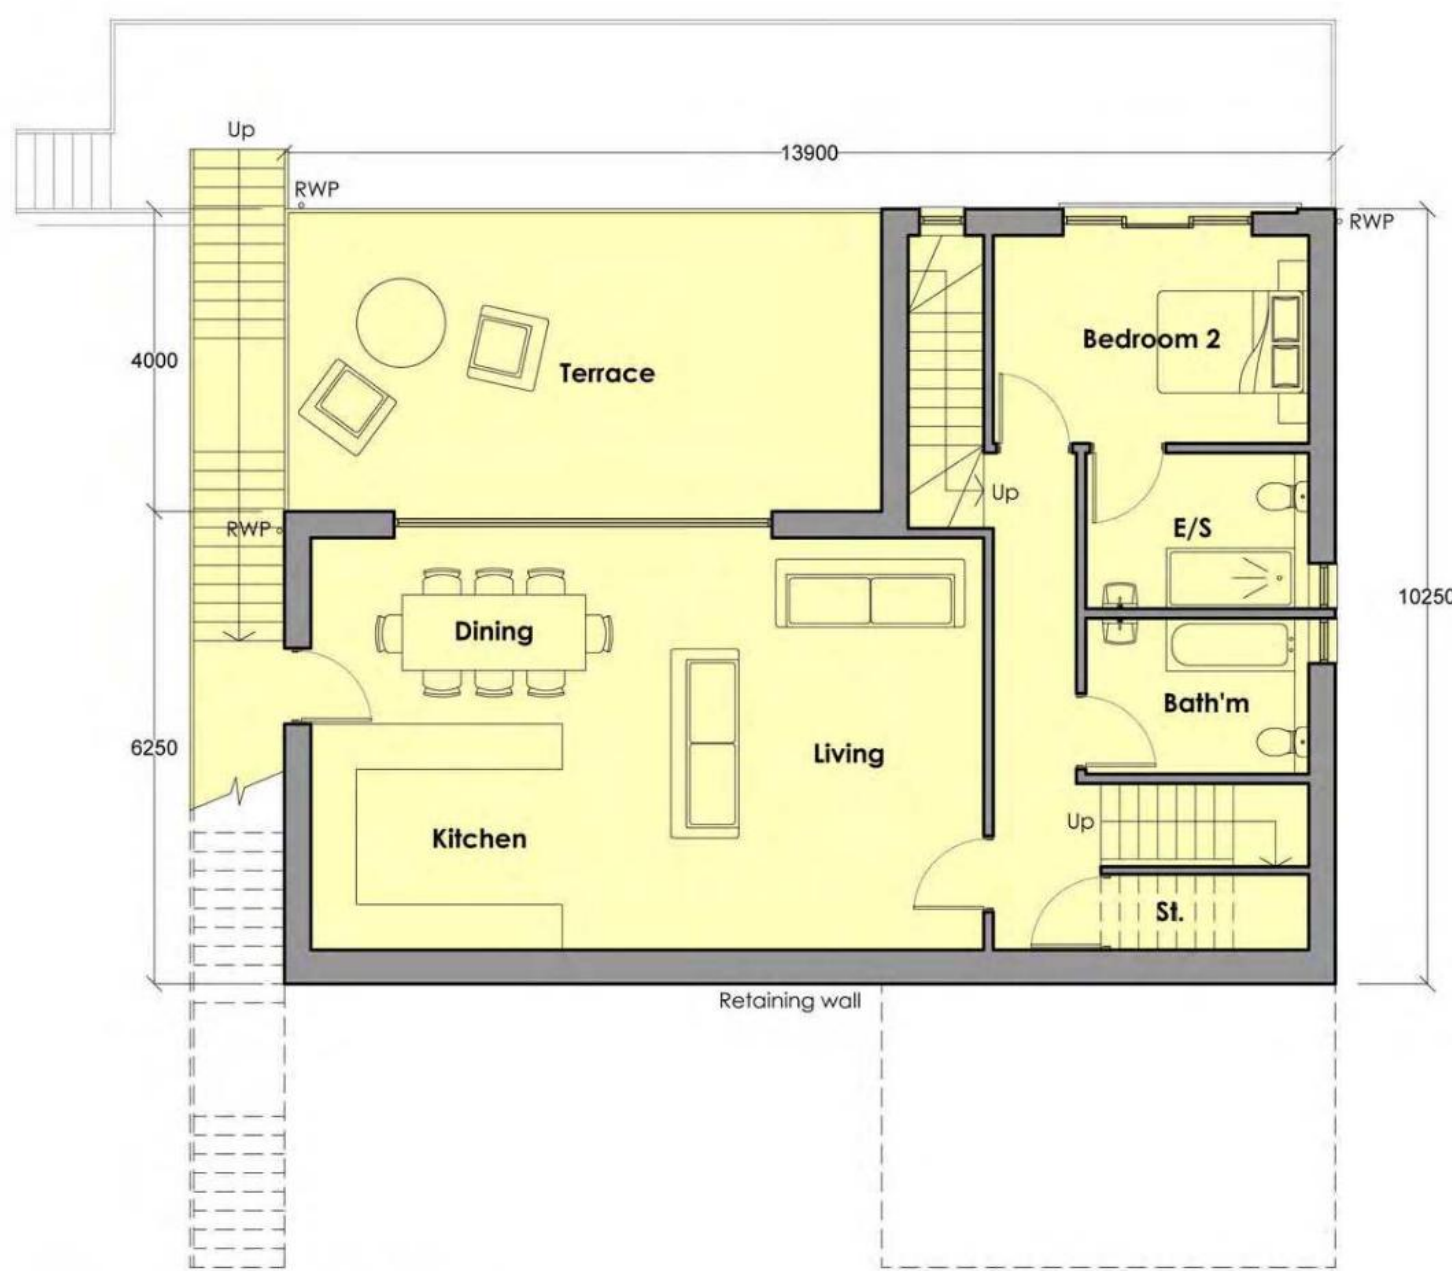 Up
13900
RWP
RWP
4000
Terrace
Bedroom 2
Up
RWP
E/S
10250
Dining
Bath'm
6250
Living
Kitchen
Up
St.
Retaining wall